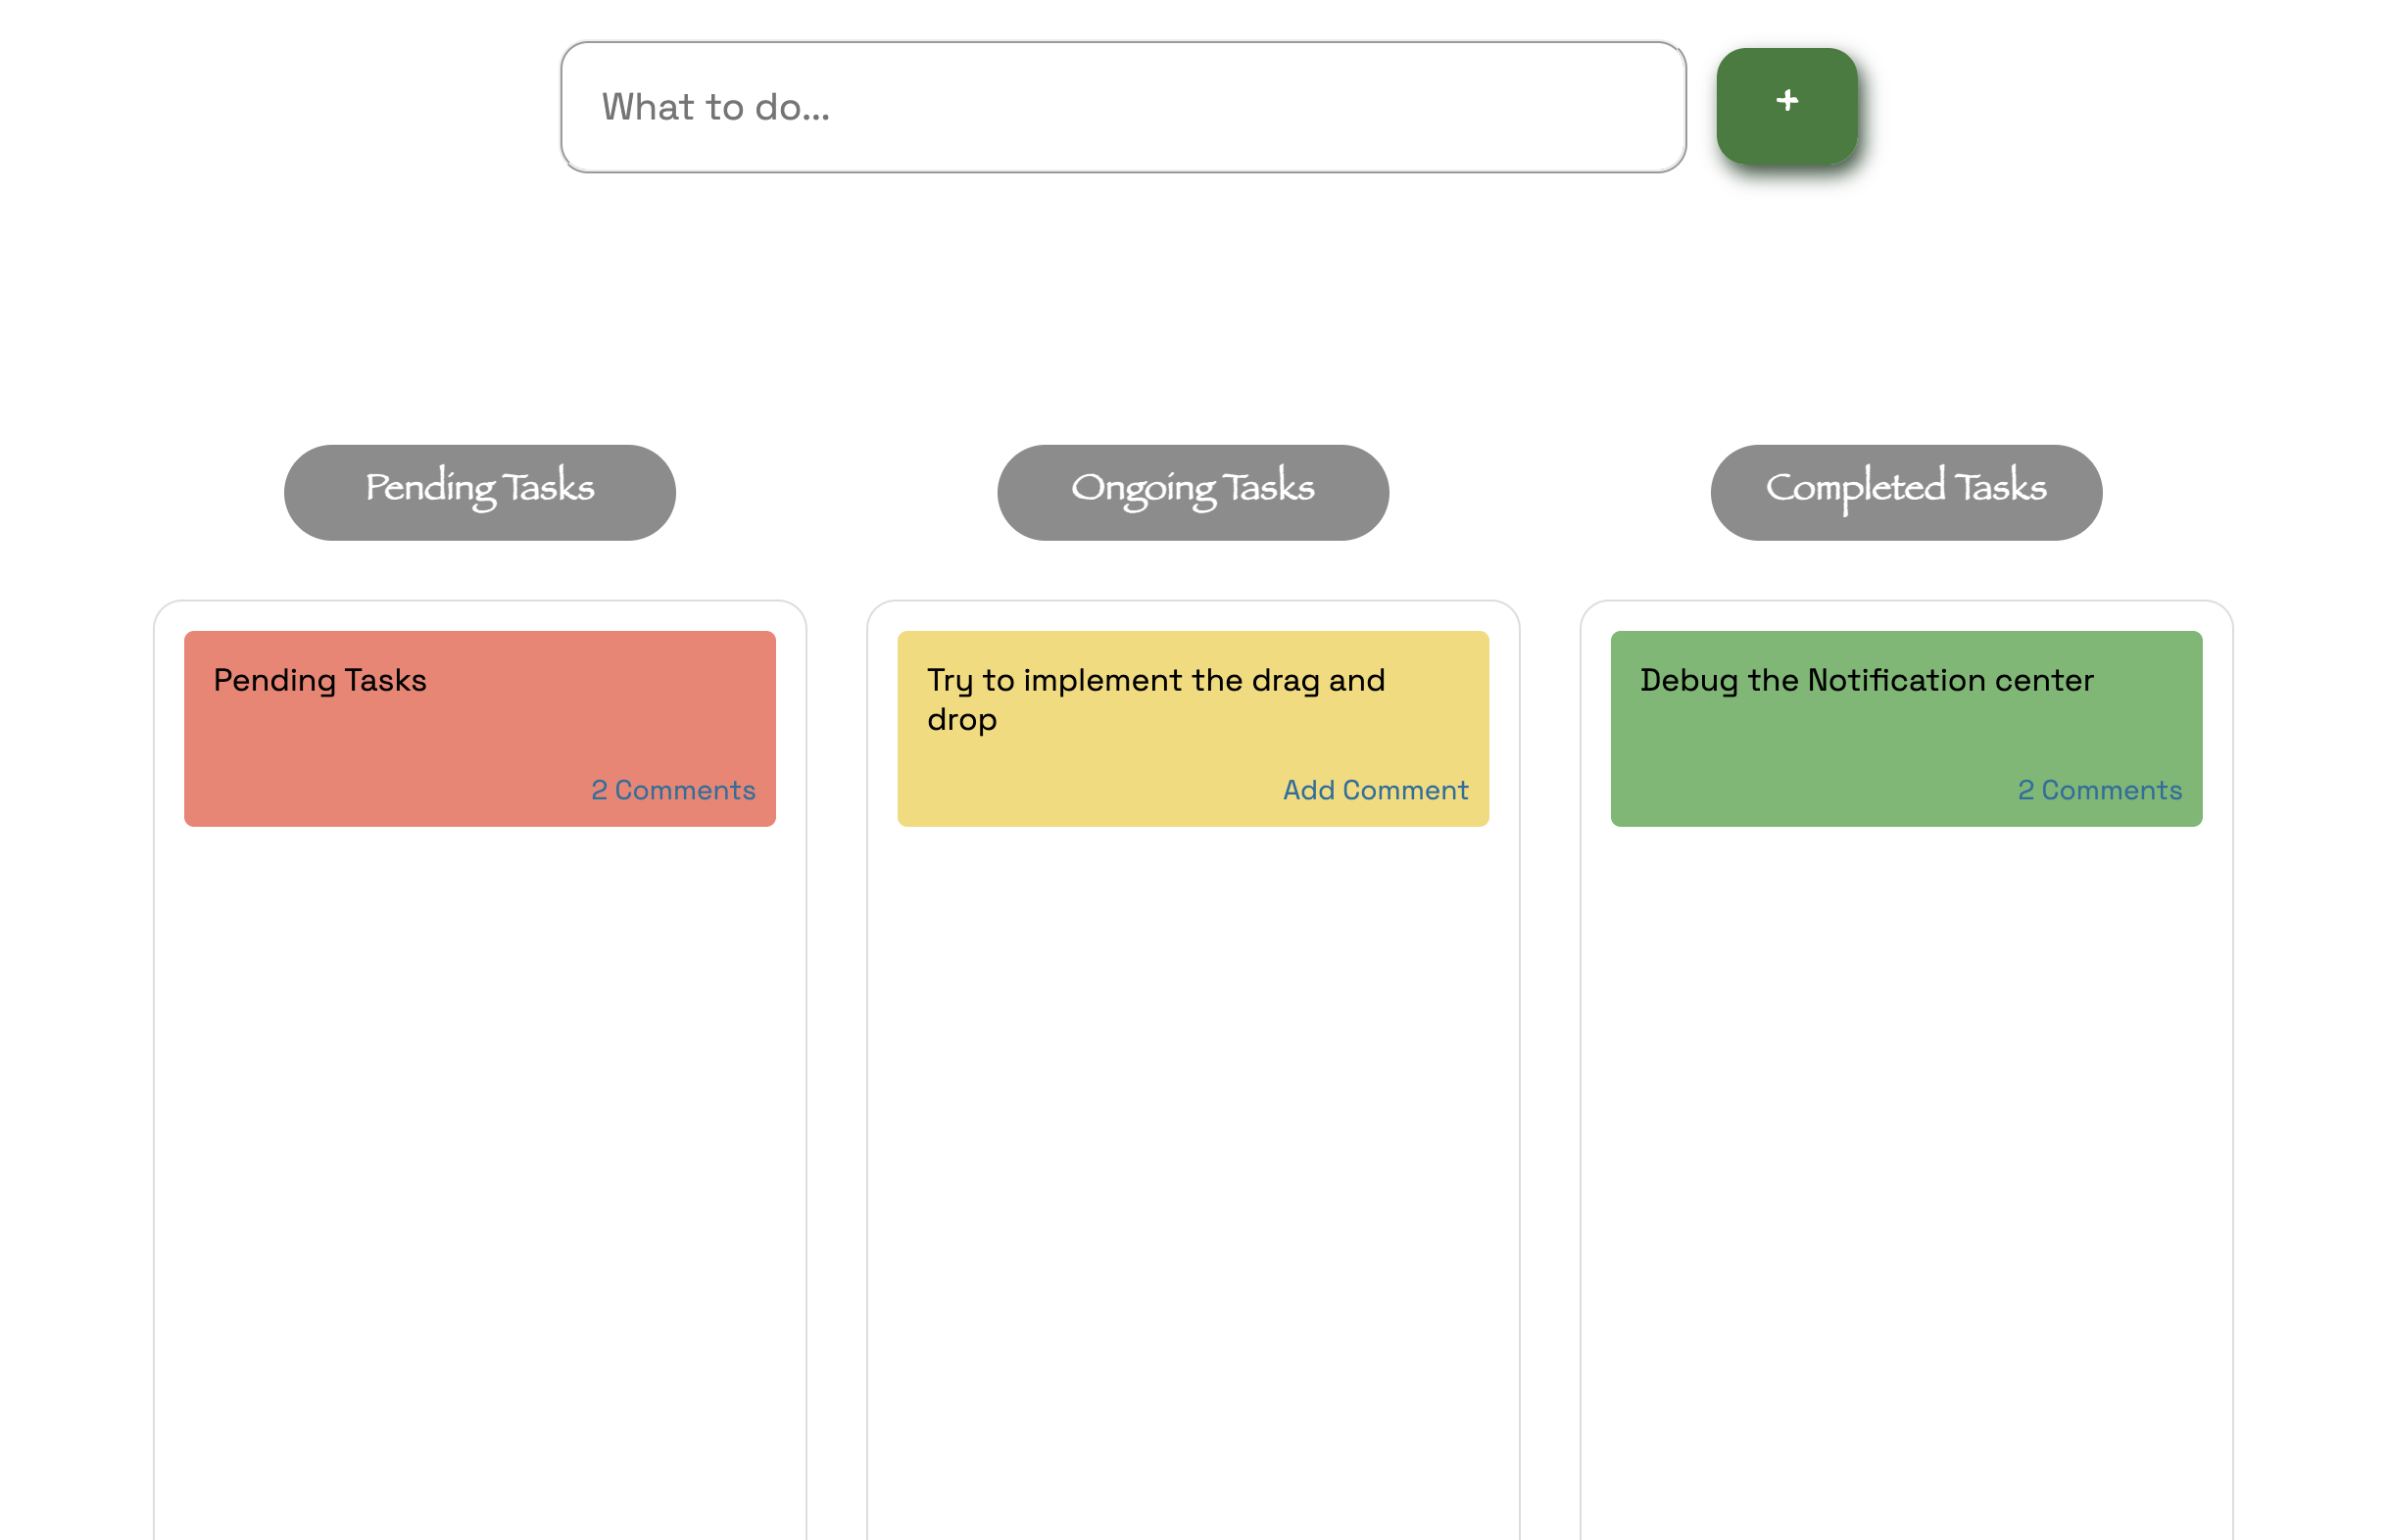 What to do...
+
Pending Tasks
Ongoing Tasks
Completed Tasks
Pending Tasks
2 Comments
Try to implement the drag and
drop
Add Comment
Debug the Notification center
2 Comments